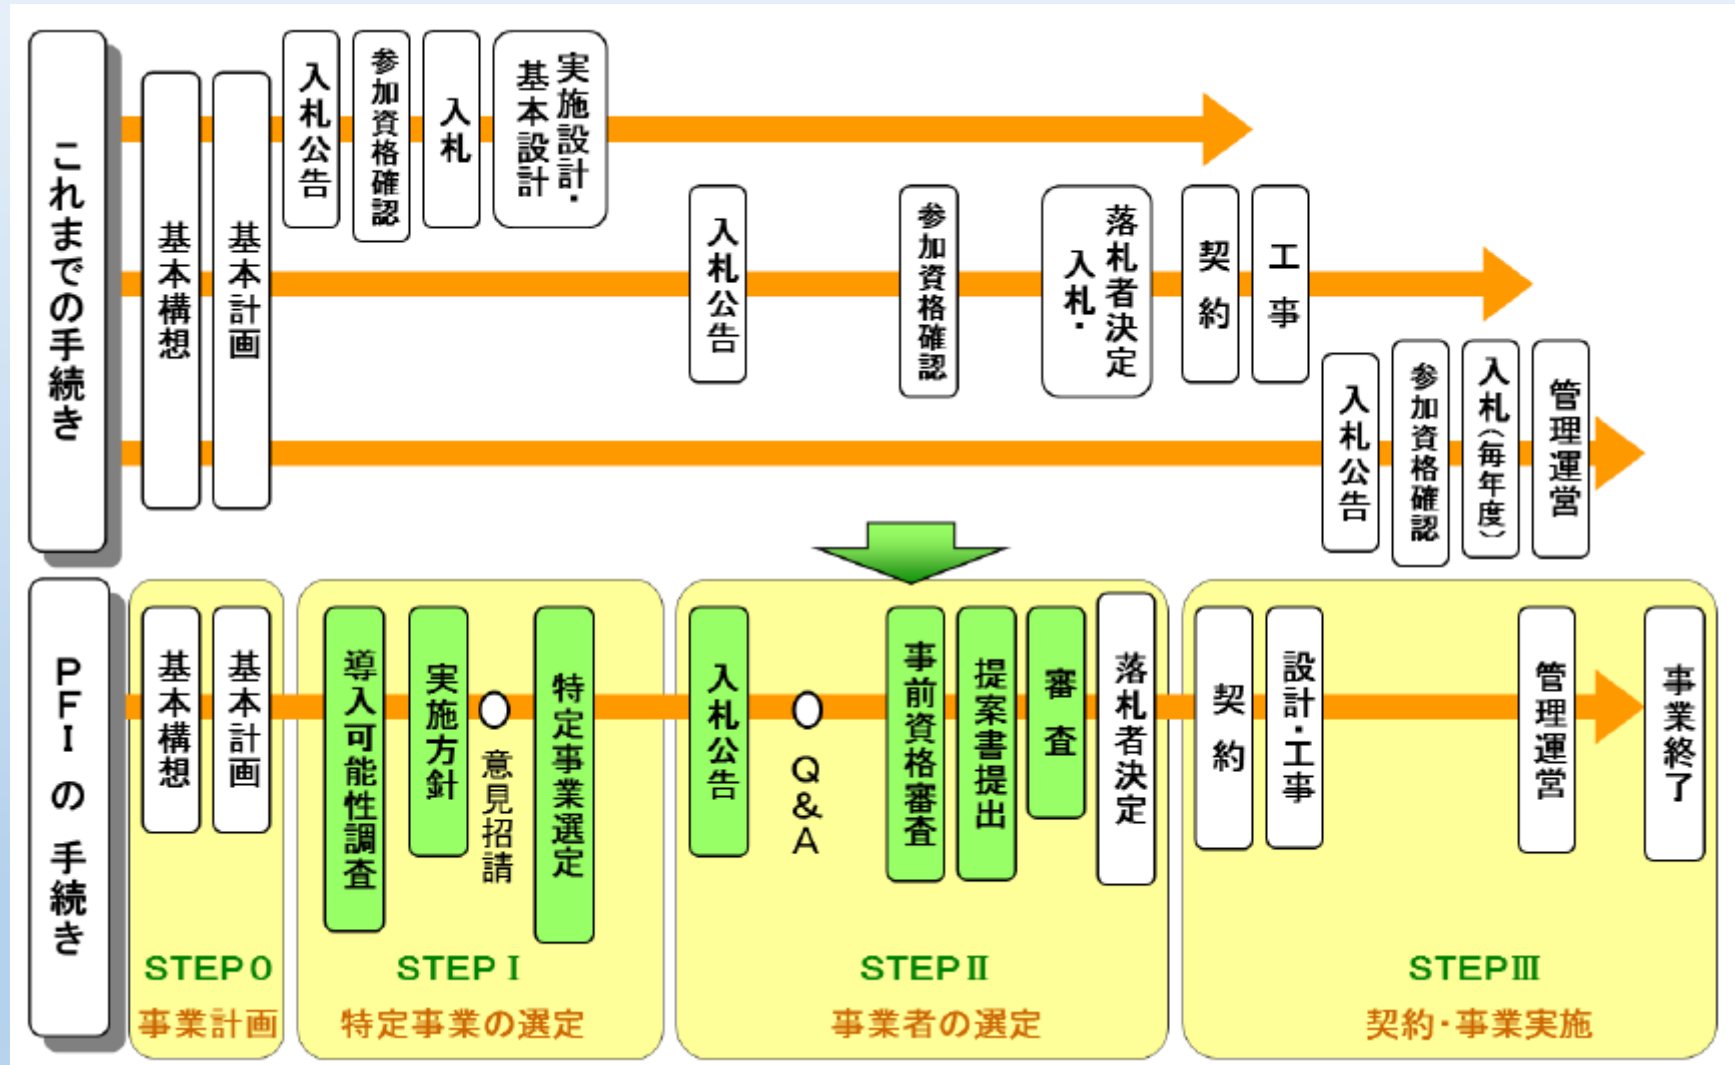 これまでの手続き
基本構想
基本計画
入札公告
参加資格確認
入札
実施設計・
基本設計
入札公告
参加資格確認
落札者決定
入札・
契約
工事
入札公告
参加資格確認
入札（毎年度）
管理運営
PFIの手続き
基本構想
基本計画
導入可能性調査
実施方針
意見招請
特定事業選定
入札公告
Q&A
事前資格審査
提案書提出
審査
落札者決定
契約
設計・工事
管理運営
事業終了
STEP0
事業計画
STEPⅠ
特定事業の選定
STEPⅡ
事業者の選定
STEPⅢ
契約・事業実施